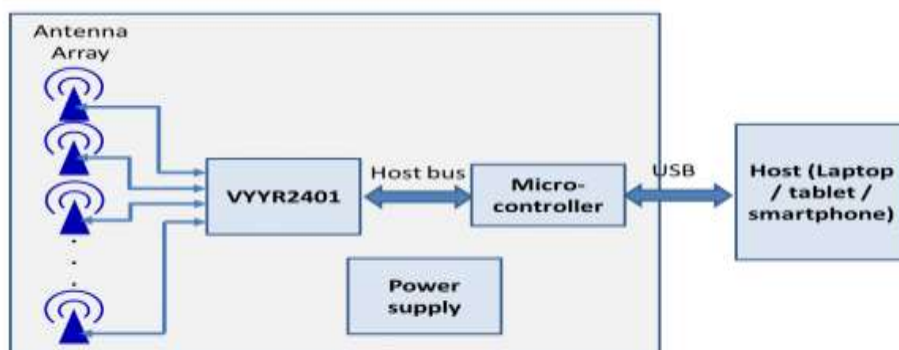 Antenna
Array
VYYR2401
Host bus
Micro-
controller
USB
Host (Laptop
/ tablet /
smartphone)
Power
supply